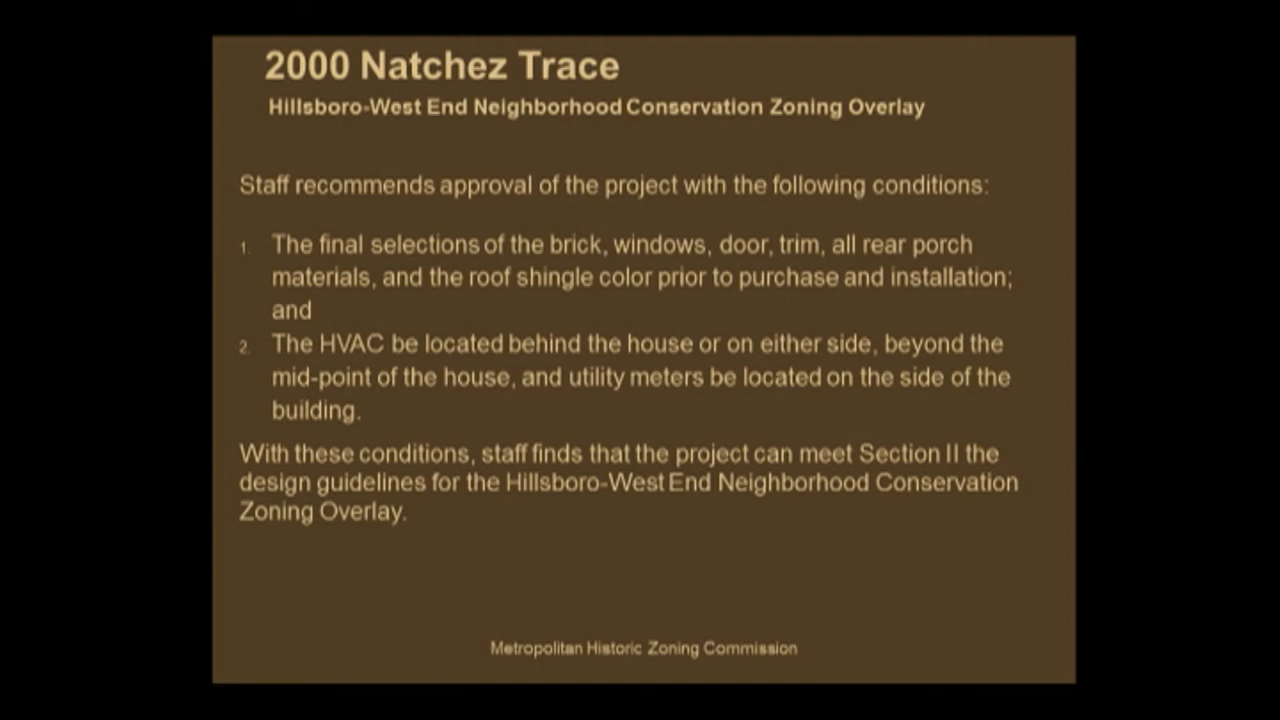 2000 Natchez Trace
Hillsboro-West End Neighborhood Conservation Zoning Overlay
Staff recommends approval of the project with the following conditions:
1. The final selections of the brick, windows, door, trim, all rear porch
materials, and the roof shingle color prior to purchase and installation;
and
2. The HVAC be located behind the house or on either side, beyond the
mid-point of the house, and utility meters be located on the side of the
building.
With these conditions, staff finds that the project can meet Section II the
design guidelines for the Hillsboro-West End Neighborhood Conservation
Zoning Overlay.
Metropolitan Historic Zoning Commission